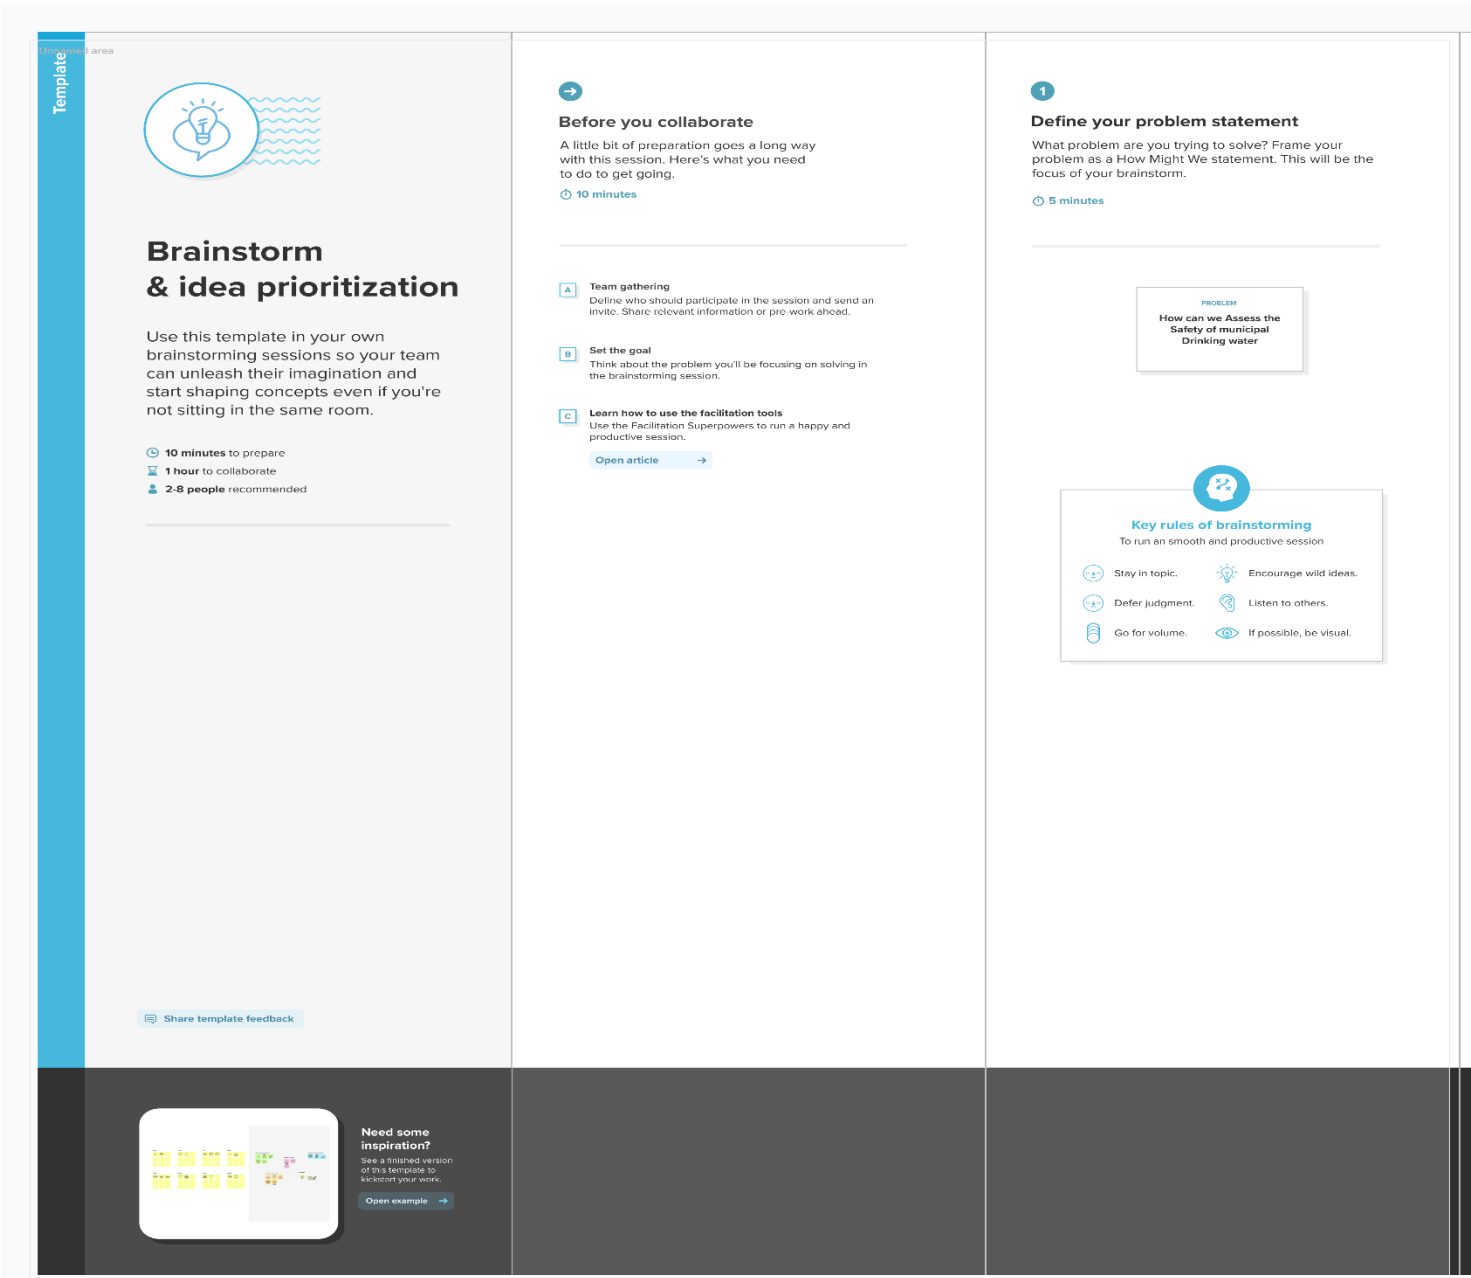 Unnamed area
Template
Brainstorm
& idea prioritization
Use this template in your own
brainstorming sessions so your team
can unleash their imagination and
start shaping concepts even if you're
not sitting in the same room.
10 minutes to prepare
1 hour to collaborate
2-8 people recommended
Share template feedback
Need some
inspiration?
See a finished version
of this template to
kickstart your work.
Open example
Before you collaborate
A little bit of preparation goes a long way
with this session. Here's what you need
to do to get going.
10 minutes
A
Team gathering
Define who should participate in the session and send an
invite. Share relevant information or pre-work ahead.
B
Set the goal
Think about the problem you'll be focusing on solving in
the brainstorming session.
C
Learn how to use the facilitation tools
Use the Facilitation Superpowers to run a happy and
productive session.
Open article
1
Define your problem statement
What problem are you trying to solve? Frame your
problem as a How Might We statement. This will be the
focus of your brainstorm.
5 minutes
PROBLEM
How can we Assess the
Safety of municipal
Drinking water
Key rules of brainstorming
To run an smooth and productive session
Stay in topic.
Encourage wild ideas.
Defer judgment.
Listen to others.
Go for volume.
If possible, be visual.